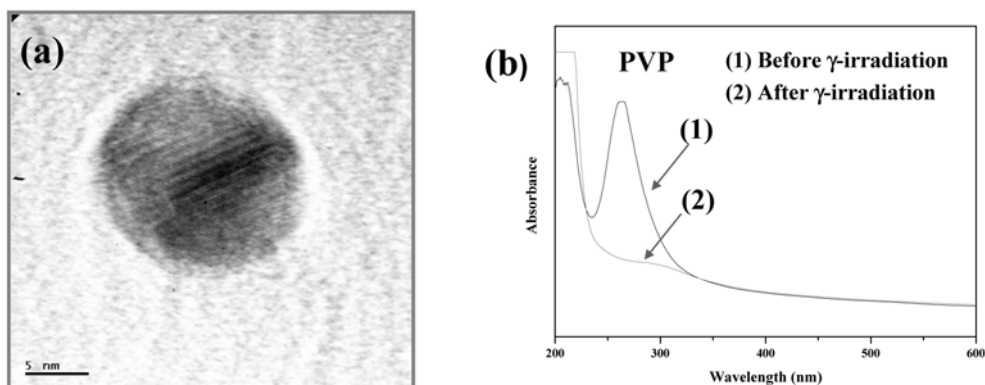 (a)
5 nm
(b)
PVP
(1) Before γ-irradiation
(2) After γ-irradiation
(1)
(2)
Absorbance
200
300
400
500
600
Wavelength (nm)